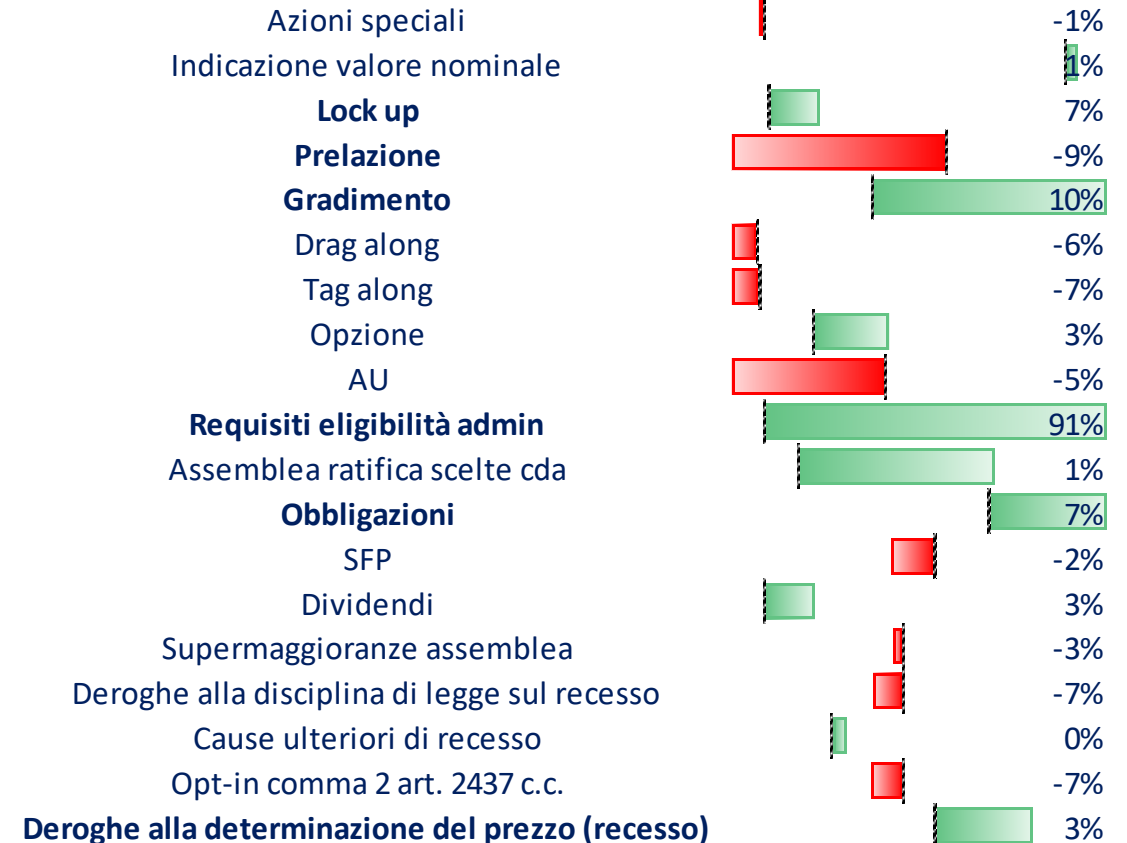 Azioni speciali -1%
Indicazione valore nominale 1%
Lock up 7%
Prelazione -9%
Gradimento 10%
Drag along -6%
Tag along -7%
Opzione 3%
AU -5%
Requisiti eligibilità admin 91%
Assemblea ratifica scelte cda 1%
Obbligazioni 7%
SFP -2%
Dividendi 3%
Supermaggioranze assemblea -3%
Deroghe alla disciplina di legge sul recesso -7%
Cause ulteriori di recesso 0%
Opt-in comma 2 art. 2437 c.c. -7%
Deroghe alla determinazione del prezzo (recesso) 3%